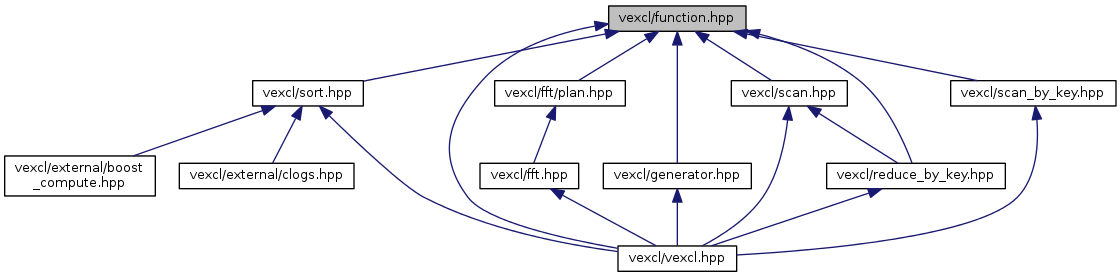 vexcl/function.hpp
vexcl/sort.hpp
vexcl/fft/plan.hpp
vexcl/scan.hpp
vexcl/scan_by_key.hpp
vexcl/external/boost
_compute.hpp
vexcl/external/clogs.hpp
vexcl/fft.hpp
vexcl/generator.hpp
vexcl/reduce_by_key.hpp
vexcl/vexcl.hpp